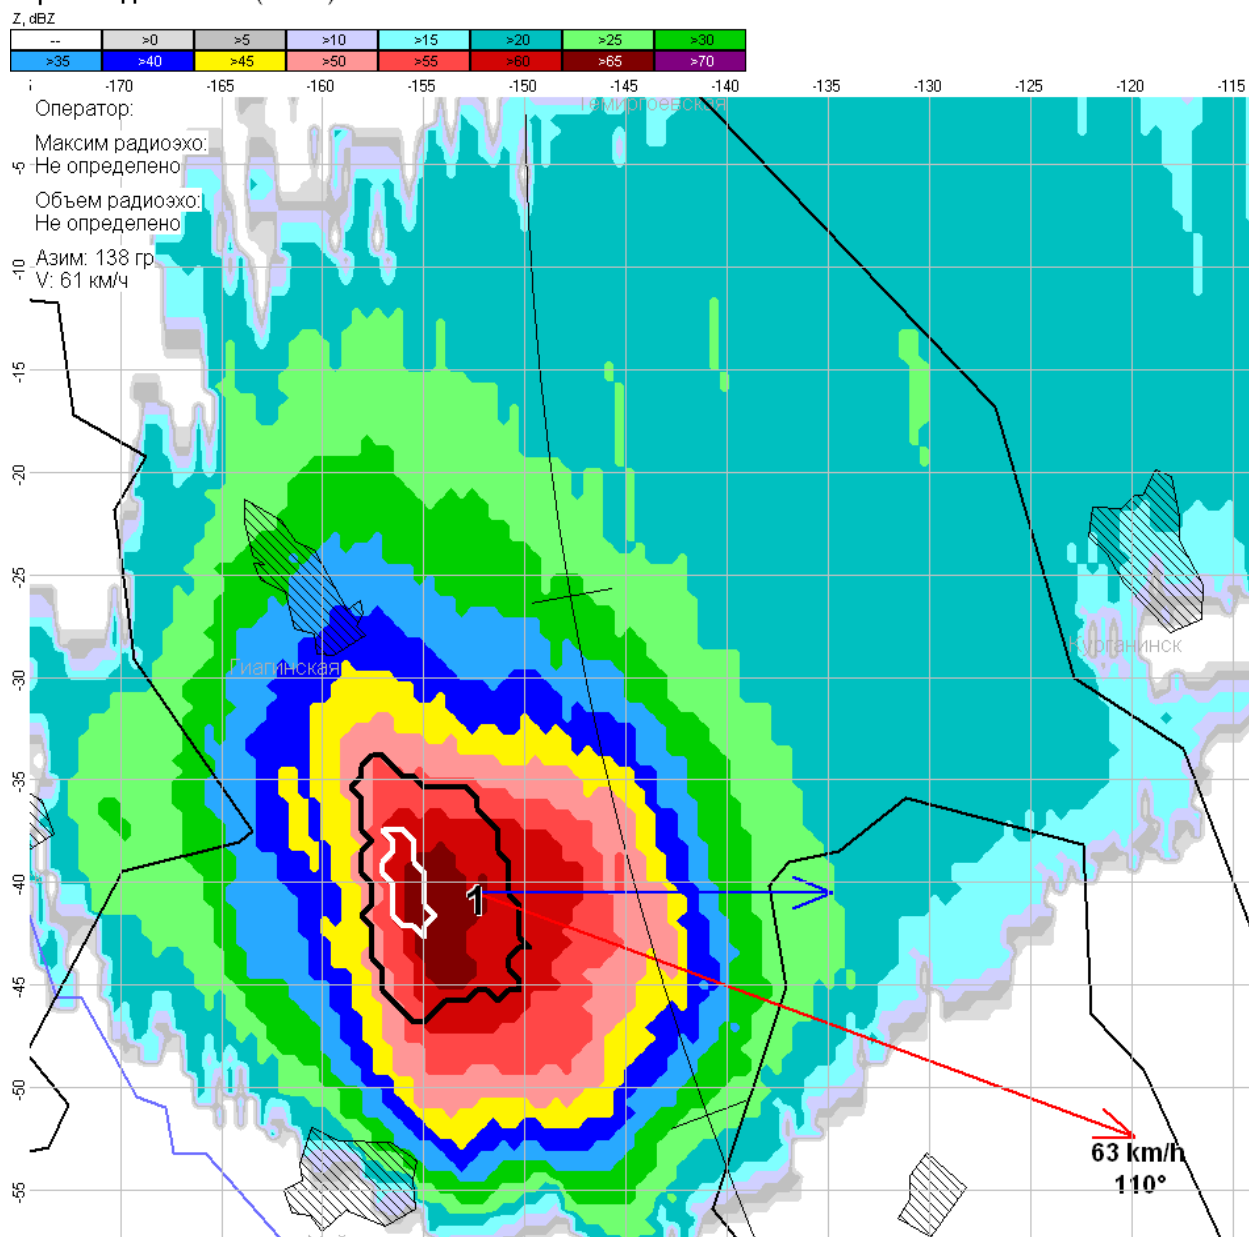 Z, dBZ
-- >0 >5 >10 >15 >20 >25 >30
>35 >40 >45 >50 >55 >60 >65 >70
-170 -165 -160 -155 -150 -145 -140 -135 -130 -125 -120 -115
Темиргоевская
Оператор:
Максим радиоэхо:
Не определено
-5
Объем радиоэхо:
Не определено
Азим: 138 гр
-10
V: 61 км/ч
-15
-20
-25
Курганинск
Гиагинская
-30
-35
-40
1
-45
-50
63 km/h
110°
-55